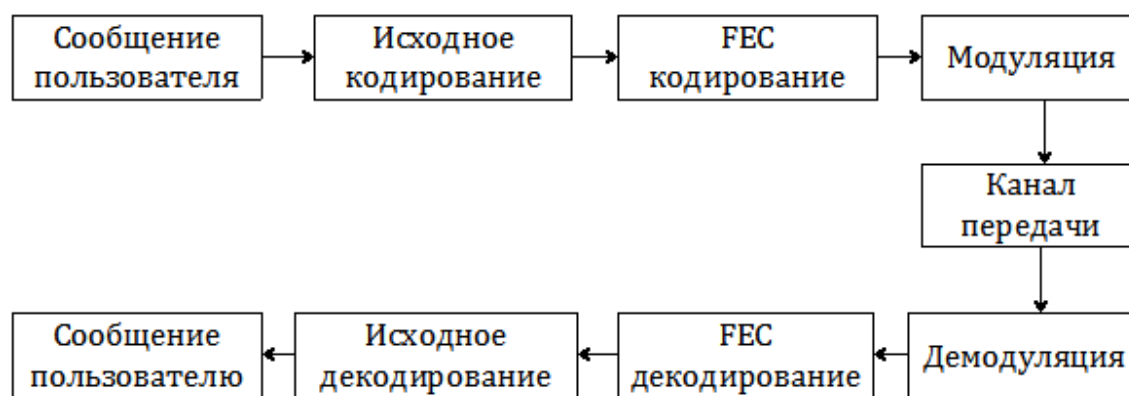 Сообщение
пользователя
Исходное
кодирование
FEC
кодирование
Модуляция
Канал
передачи
Демодуляция
FEC
декодирование
Исходное
декодирование
Сообщение
пользователю